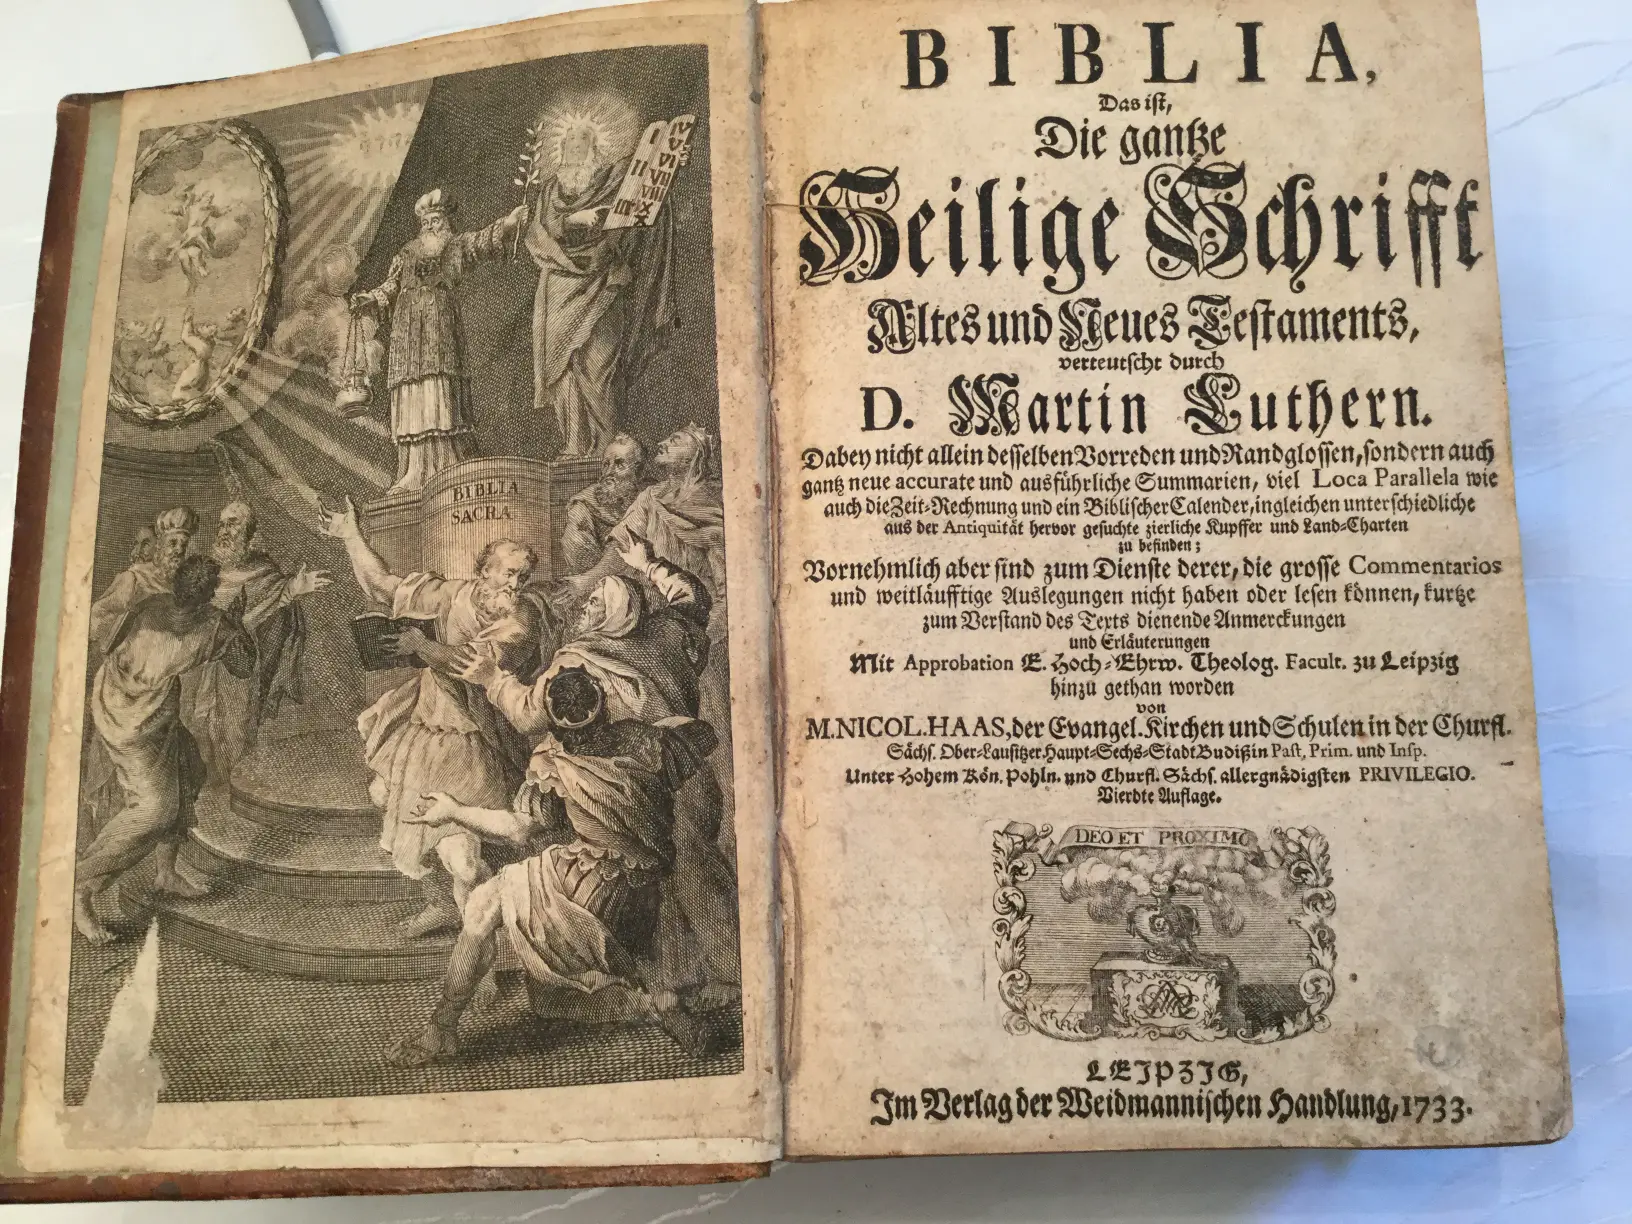 I
II
III
IV
V
VI
VII
VIII
IX
X
BIBLIA
SACRA
BIBLIA,
Das ist,
Die gantze
Heilige Schrifft
Altes und Neues Testaments,
verteutscht durch
D. Martin Luthern.
Dabey nicht allein desselben Vorreden und Randglossen, sondern auch
gantz neue accurate und ausführliche Summarien, viel Loca Parallela wie
auch die Zeit-Rechnung und ein Biblischer Calender, ingleichen unterschiedliche
aus der Antiquität hervor gesuchte zierliche Kupffer und Land-Charten
zu befinden;
Vornehmlich aber sind zum Dienste derer, die grosse Commentarios
und weitläufftige Auslegungen nicht haben oder lesen können, kurtze
zum Verstand des Texts dienende Anmerckungen
und Erläuterungen
Mit Approbation E. Hoch-Ehrw. Theolog. Facult. zu Leipzig
hinzu gethan worden
von
M. NICOL. HAAS, der Evangel. Kirchen und Schulen in der Churfl.
Sächs. Ober-Lausitzer Haupt-Sechs-Stadt Budißin Past. Prim. und Insp.
Unter Hohem Kön. Pohln. und Churfl. Sächs. allergnädigsten PRIVILEGIO.
Vierdte Auflage.
DEO ET PROXIMO
LEIPZIG,
Im Verlag der Weidmannischen Handlung, 1733.